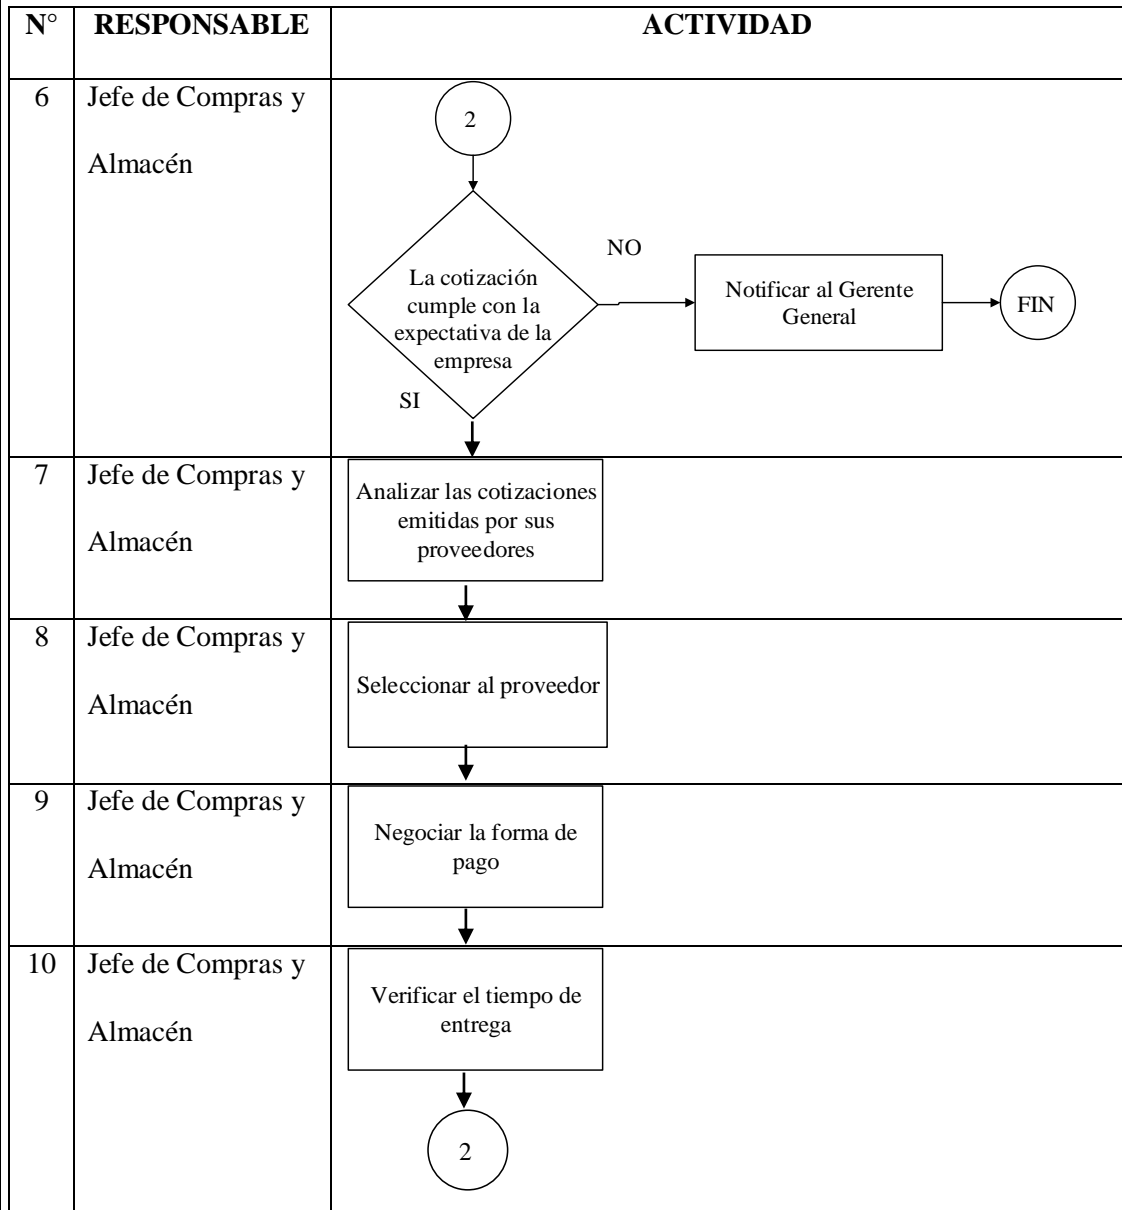 N° RESPONSABLE ACTIVIDAD
6 Jefe de Compras y
Almacén
2
La cotización
cumple con la
expectativa de la
empresa
NO
SI
Notificar al Gerente
General
FIN
7 Jefe de Compras y
Almacén
Analizar las cotizaciones
emitidas por sus
proveedores
8 Jefe de Compras y
Almacén
Seleccionar al proveedor
9 Jefe de Compras y
Almacén
Negociar la forma de
pago
10 Jefe de Compras y
Almacén
Verificar el tiempo de
entrega
2